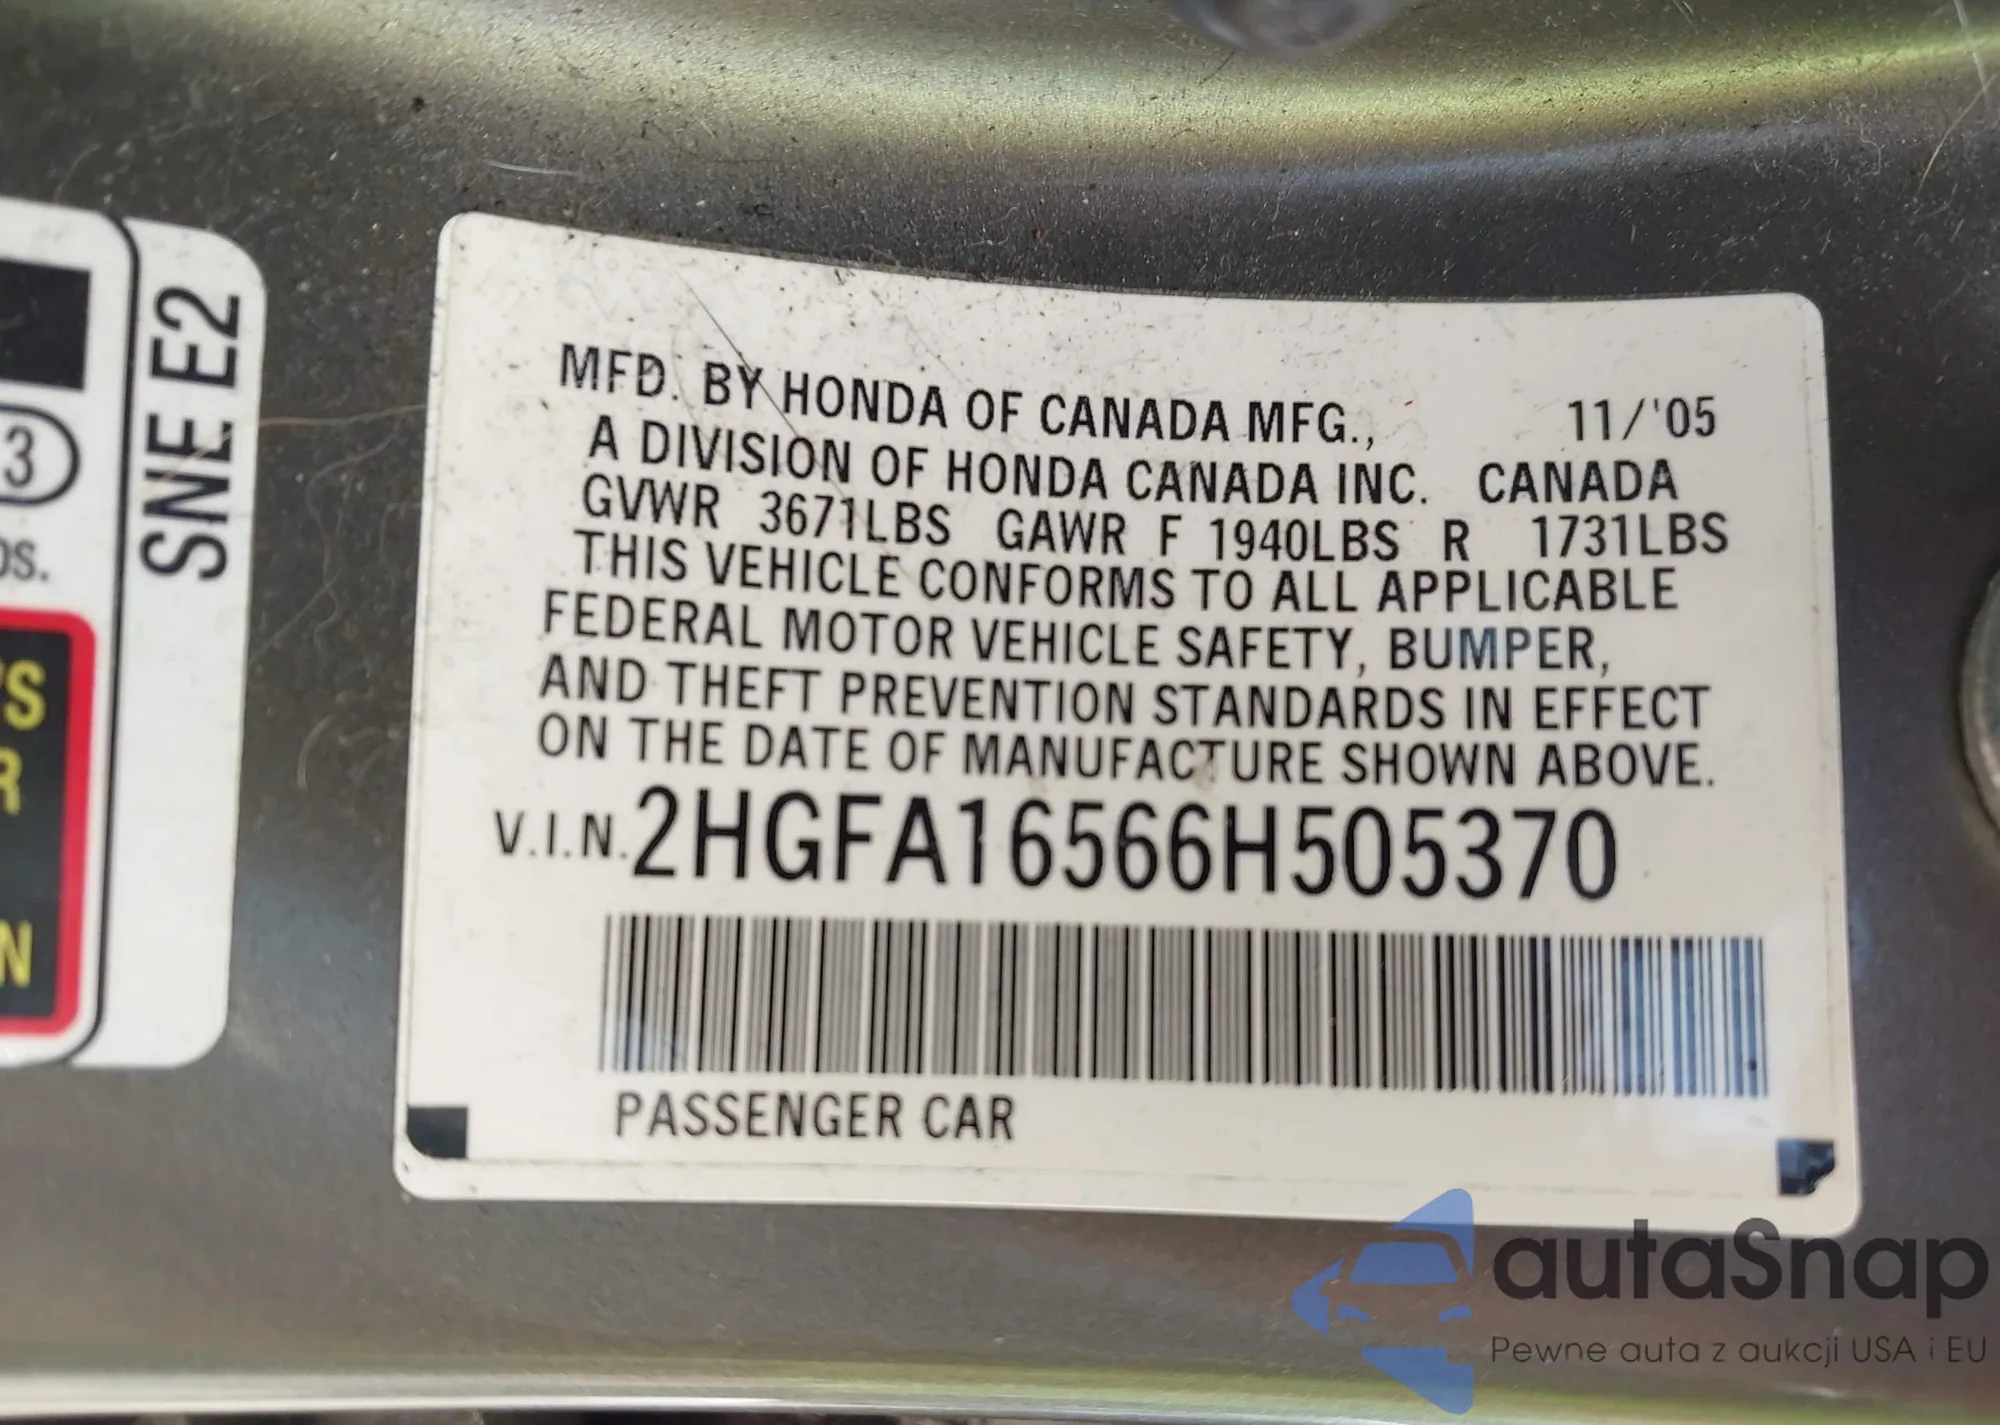 SNE E2
3
OS.
'S
R
N
MFD. BY HONDA OF CANADA MFG., 11/'05
A DIVISION OF HONDA CANADA INC. CANADA
GVWR 3671LBS GAWR F 1940LBS R 1731LBS
THIS VEHICLE CONFORMS TO ALL APPLICABLE
FEDERAL MOTOR VEHICLE SAFETY, BUMPER,
AND THEFT PREVENTION STANDARDS IN EFFECT
ON THE DATE OF MANUFACTURE SHOWN ABOVE.
V.I.N. 2HGFA16566H505370
PASSENGER CAR
autaSnap
Pewne auta z aukcji USA i EU